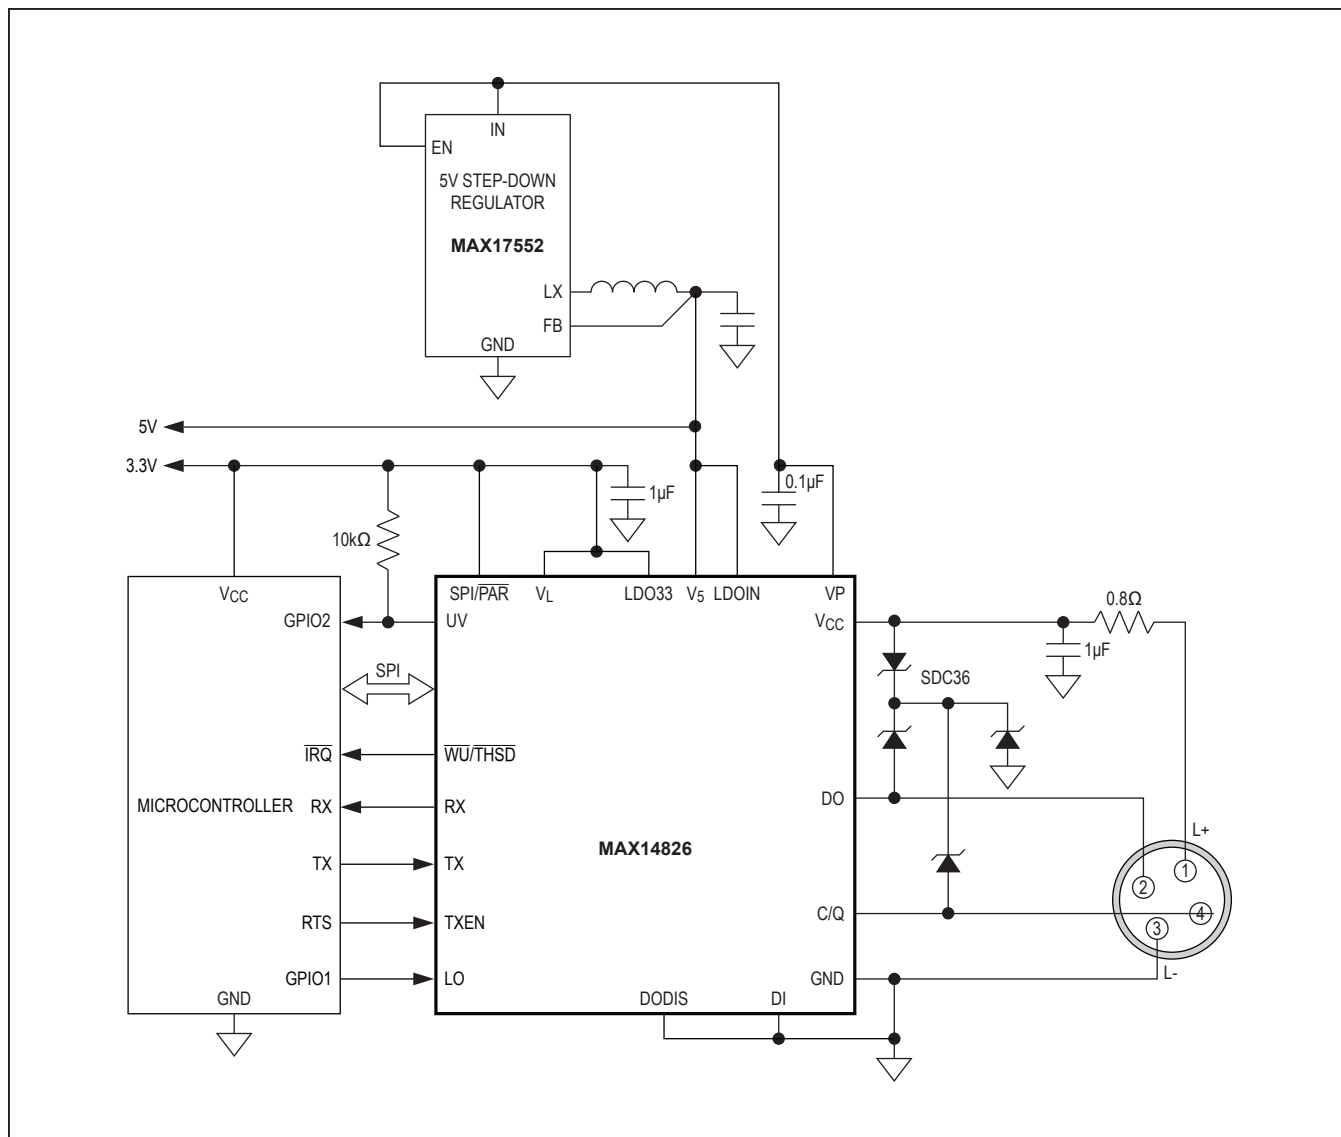 IN
EN
5V STEP-DOWN
REGULATOR
MAX17552
LX
FB
GND
5V
3.3V
1µF
0.1µF
10kΩ
0.8Ω
VCC
SPI/PAR
VL
LDO33
V5
LDOIN
VP
VCC
GPIO2
UV
1µF
SPI
SDC36
IRQ
WU/THSD
MICROCONTROLLER
RX
RX
DO
L+
MAX14826
TX
TX
1
2
RTS
TXEN
C/Q
4
3
GPIO1
LO
GND
L-
GND
DODIS
DI